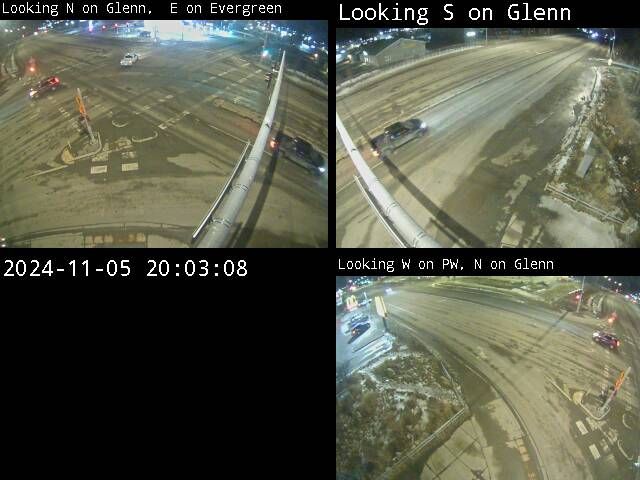 Looking N on Glenn, E on Evergreen
Looking S on Glenn
2024-11-05 20:03:08
Looking W on PW, N on Glenn